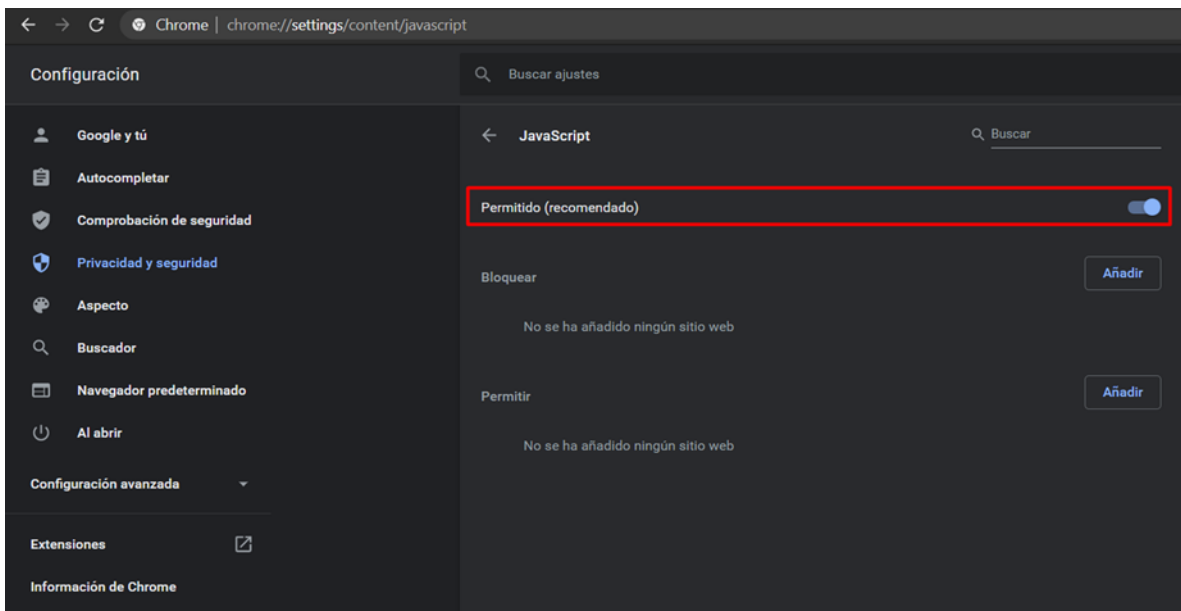 Chrome | chrome://settings/content/javascript
Configuración
Buscar ajustes
Google y tú
Autocompletar
Comprobación de seguridad
Privacidad y seguridad
Aspecto
Buscador
Navegador predeterminado
Al abrir
Configuración avanzada
Extensiones
Información de Chrome
JavaScript
Buscar
Permitido (recomendado)
Bloquear
Añadir
No se ha añadido ningún sitio web
Permitir
Añadir
No se ha añadido ningún sitio web